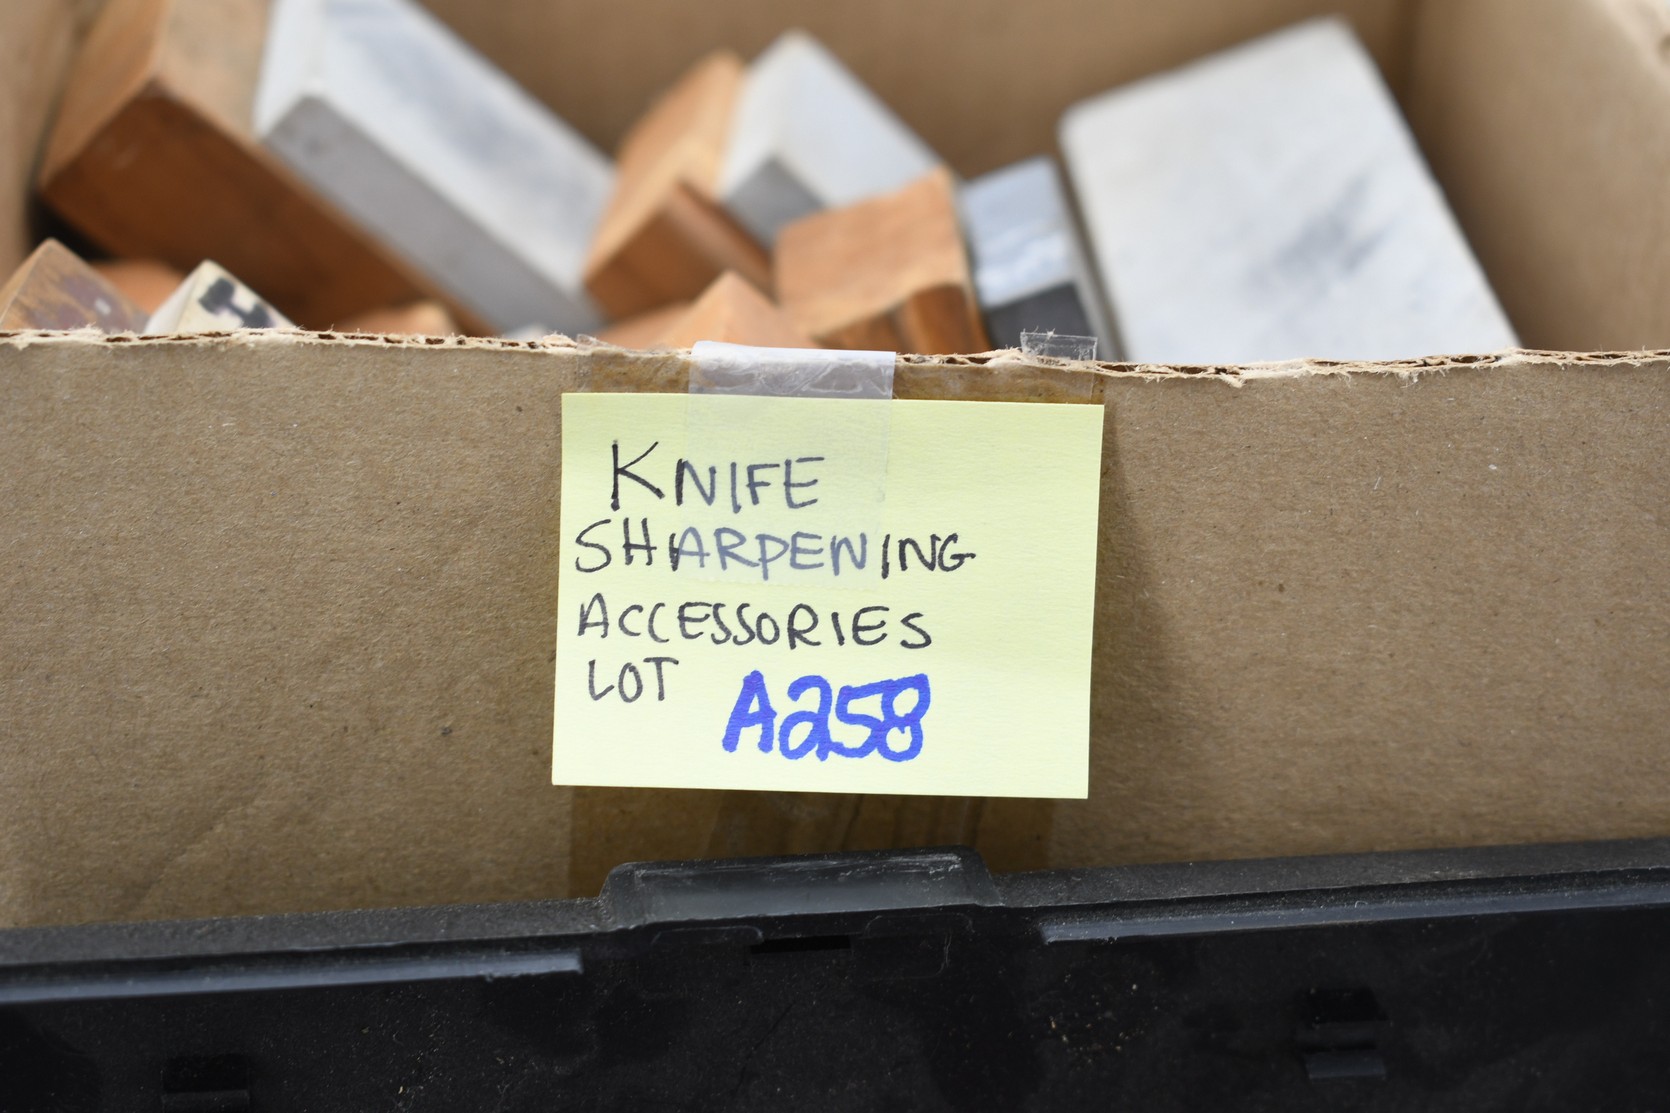 KNIFE
SHARPENING
ACCESSORIES
LOT A258